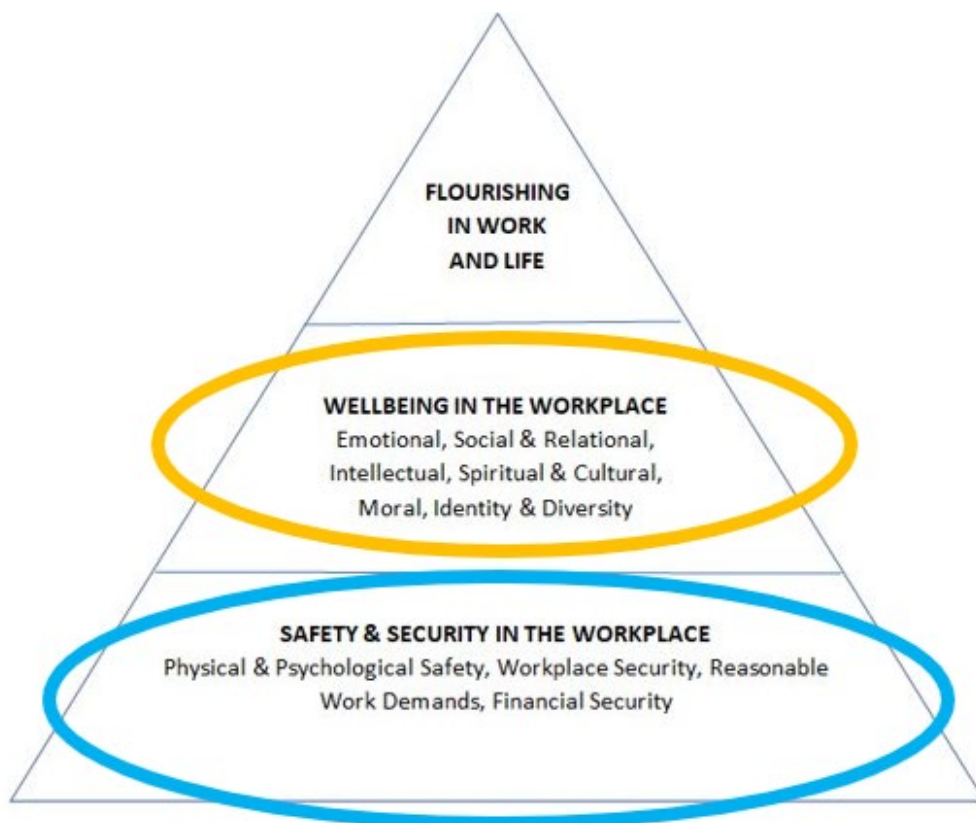 FLOURISHING
IN WORK
AND LIFE
WELLBEING IN THE WORKPLACE
Emotional, Social & Relational,
Intellectual, Spiritual & Cultural,
Moral, Identity & Diversity
SAFETY & SECURITY IN THE WORKPLACE
Physical & Psychological Safety, Workplace Security, Reasonable
Work Demands, Financial Security